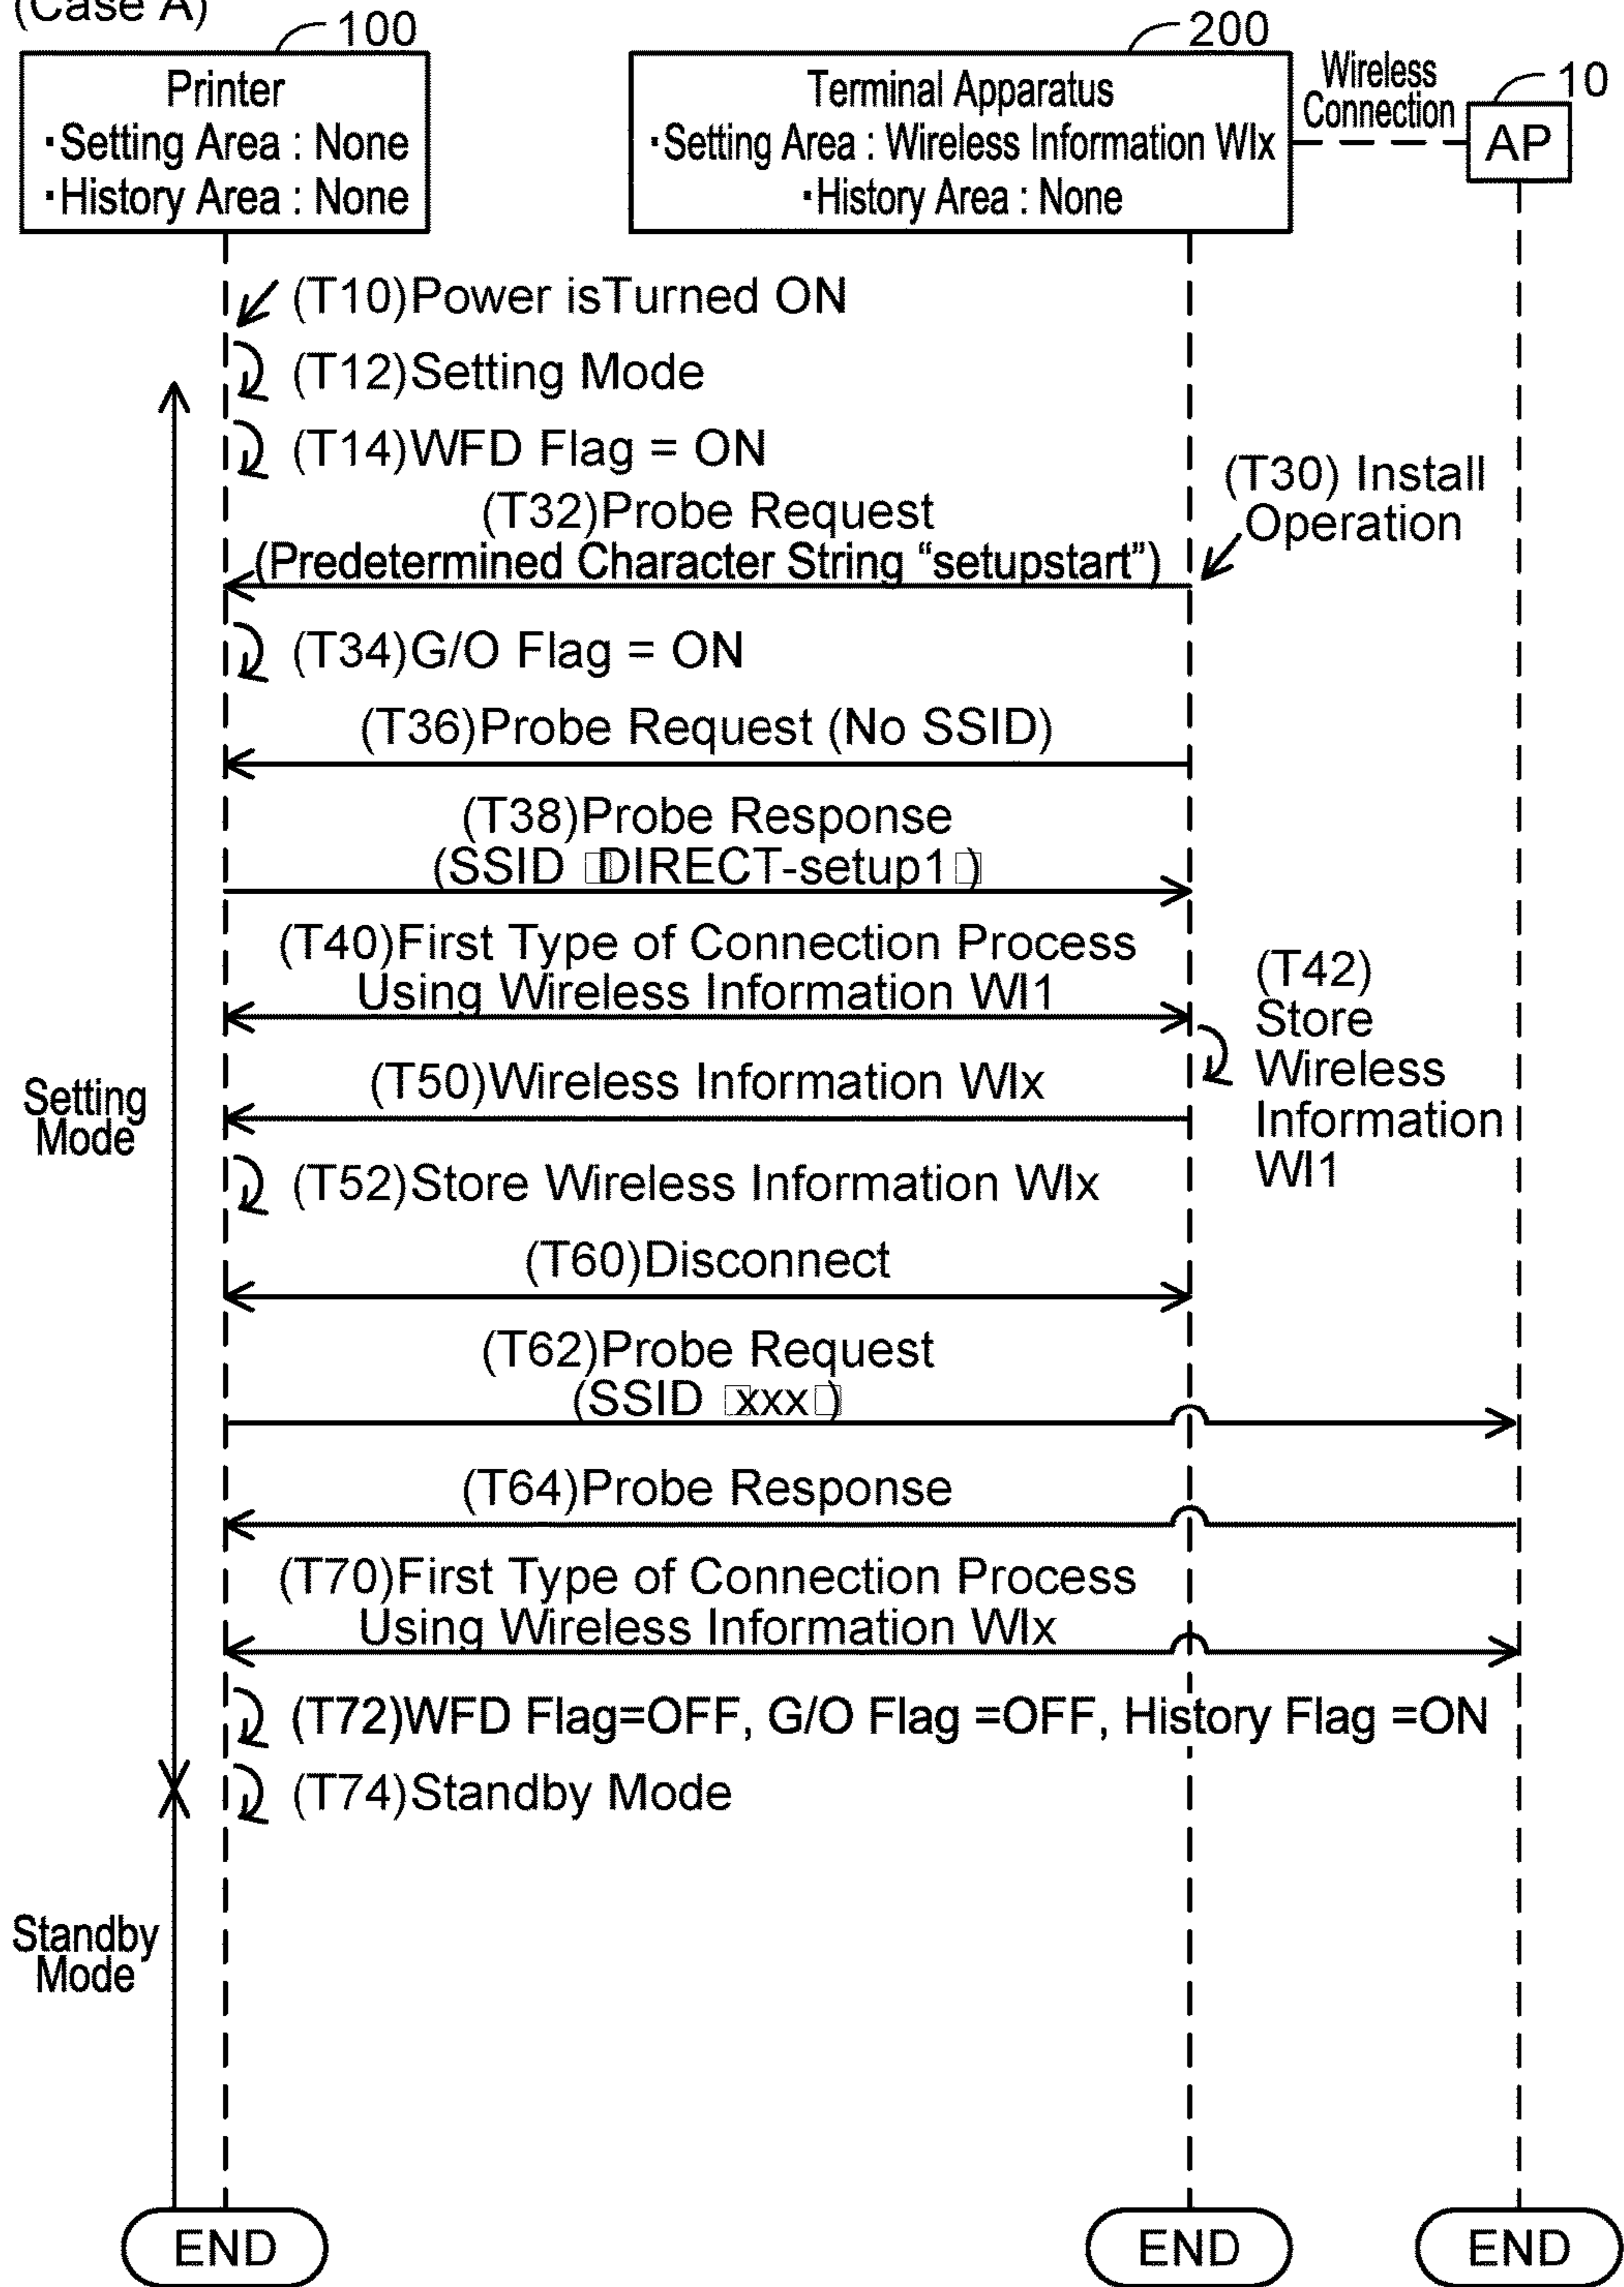 (Case A)
100
200
10
Printer
·Setting Area : None
·History Area : None
Terminal Apparatus
·Setting Area : Wireless Information WIx
·History Area : None
Wireless
Connection
AP
(T10)Power isTurned ON
(T12)Setting Mode
(T14)WFD Flag = ON
(T30) Install
Operation
(T32)Probe Request
(Predetermined Character String “setupstart”)
(T34)G/O Flag = ON
(T36)Probe Request (No SSID)
(T38)Probe Response
(SSID □DIRECT-setup1□)
(T40)First Type of Connection Process
Using Wireless Information WI1
(T42)
Store
Wireless
Information
WI1
(T50)Wireless Information WIx
Setting
Mode
(T52)Store Wireless Information WIx
(T60)Disconnect
(T62)Probe Request
(SSID □xxx□)
(T64)Probe Response
(T70)First Type of Connection Process
Using Wireless Information WIx
(T72)WFD Flag=OFF, G/O Flag =OFF, History Flag =ON
(T74)Standby Mode
Standby
Mode
END
END
END